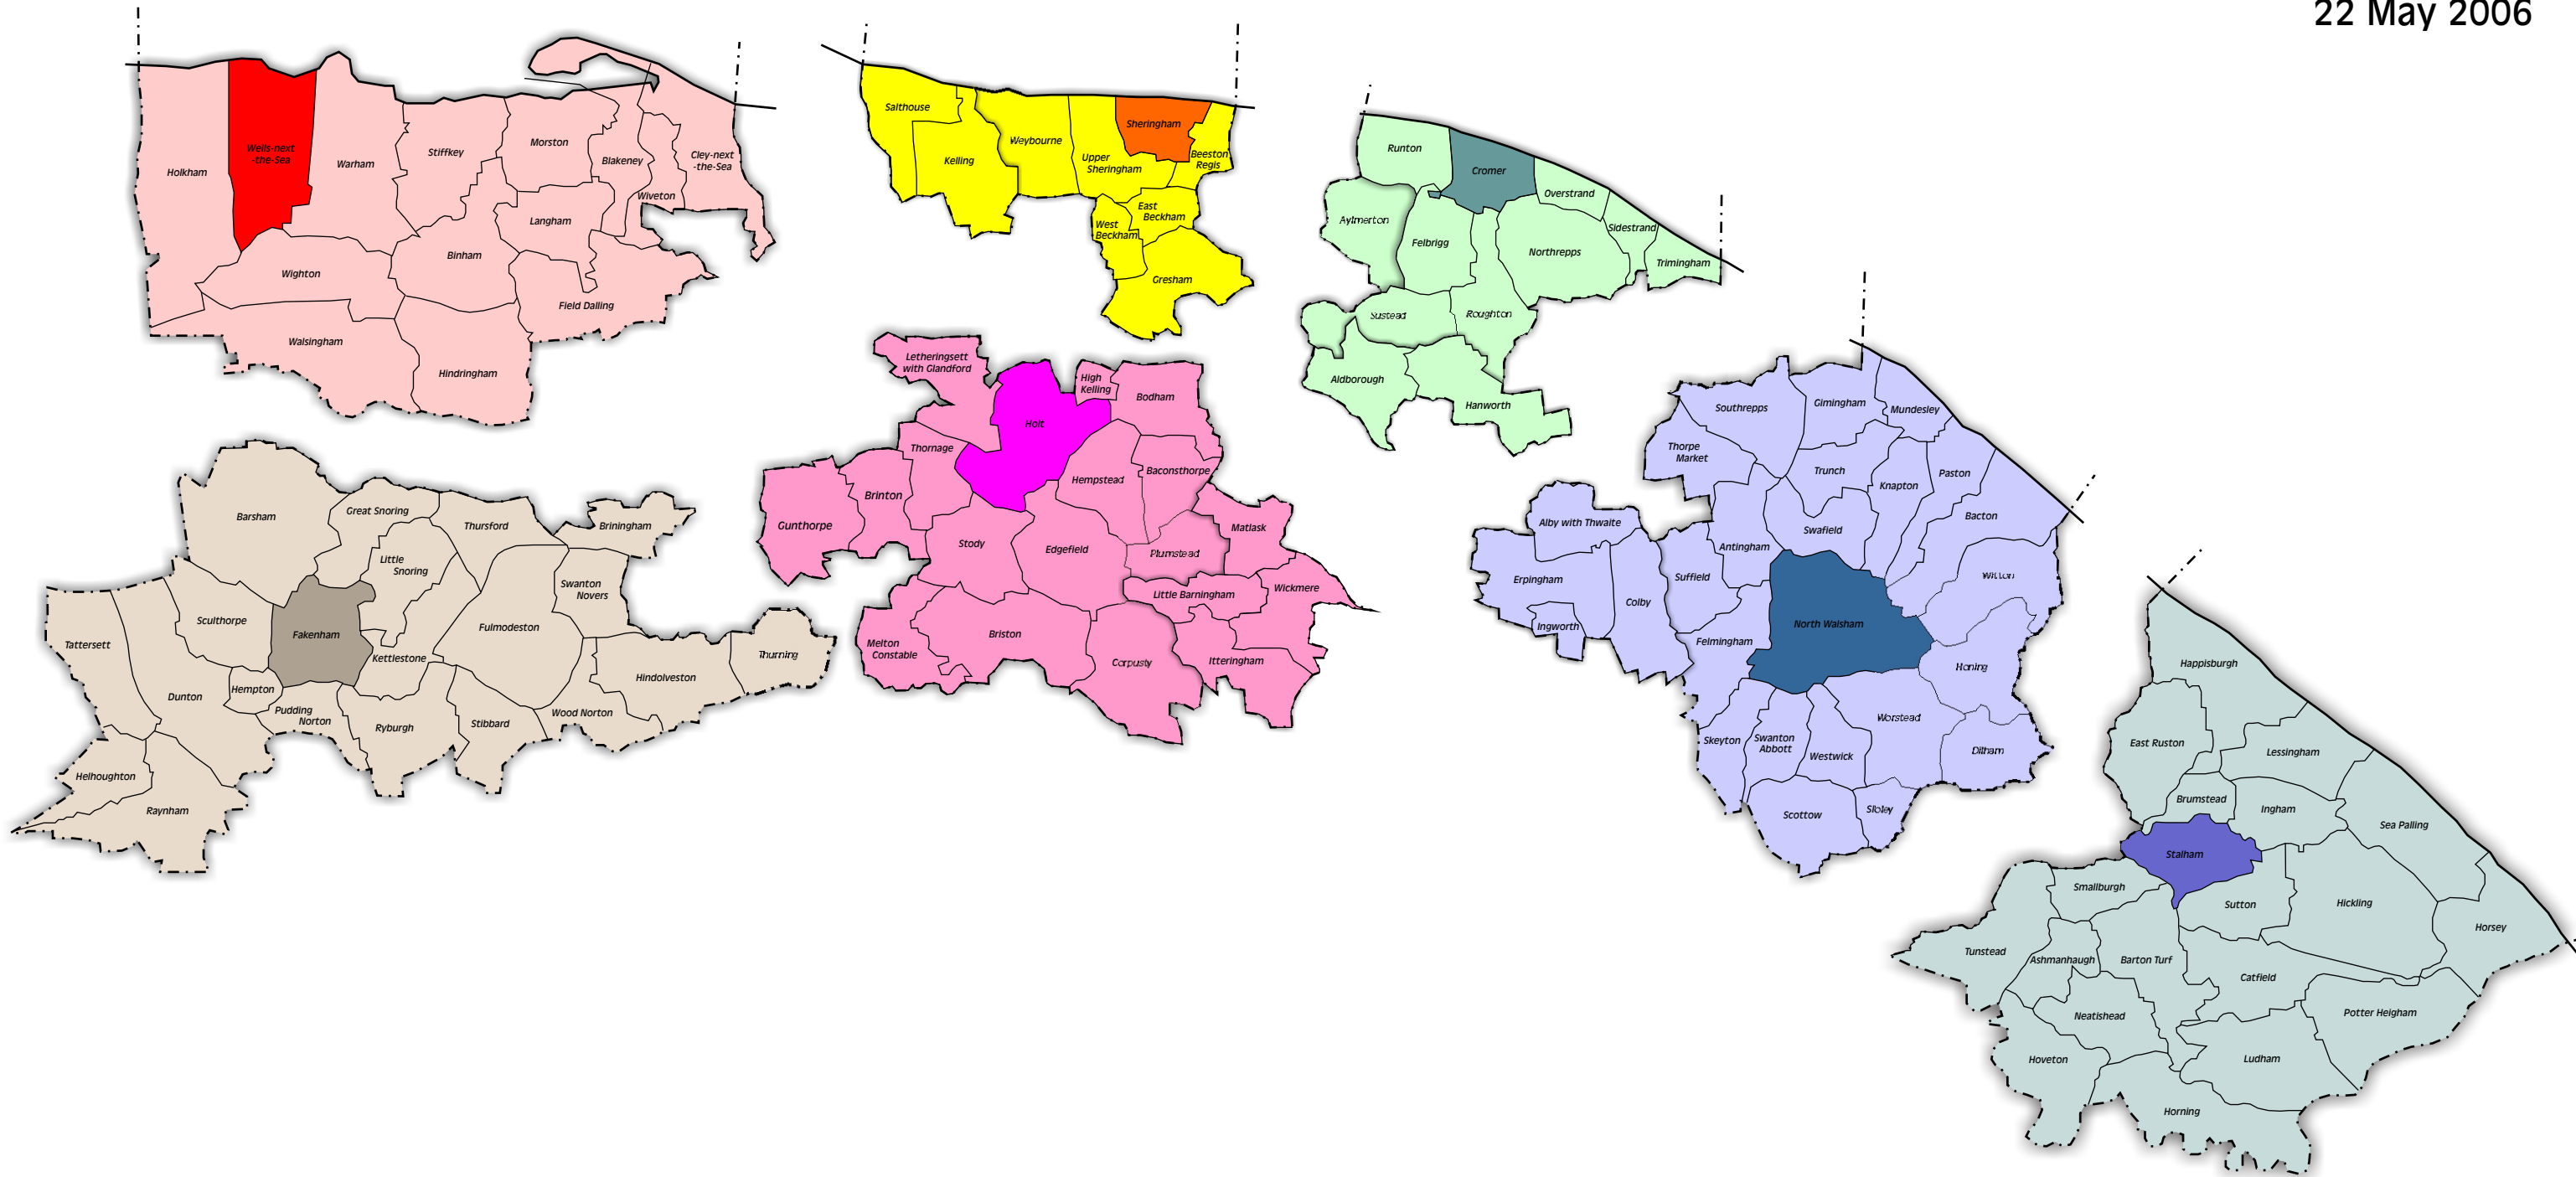 22 May 2006
Holkham
Wells-next
-the-Sea
Warham
Stiffkey
Morston
Blakeney
Cley-next
-the-Sea
Wiveton
Langham
Binham
Wighton
Field Dalling
Walsingham
Hindringham
Salthouse
Kelling
Weybourne
Upper
Sheringham
Sheringham
Beeston
Regis
East
Beckham
West
Beckham
Gresham
Runton
Cromer
Overstrand
Aylmerton
Felbrigg
Northrepps
Sidestrand
Trimingham
Sustead
Roughton
Aldborough
Hanworth
Letheringsett
with Glandford
High
Kelling
Bodham
Holt
Thornage
Hempstead
Baconsthorpe
Brinton
Gunthorpe
Stody
Edgefield
Plumstead
Matlask
Little Barningham
Wickmere
Melton
Constable
Briston
Corpusty
Itteringham
Barsham
Great Snoring
Thursford
Briningham
Little
Snoring
Swanton
Novers
Sculthorpe
Fakenham
Fulmodeston
Tattersett
Kettlestone
Thurning
Hindolveston
Dunton
Hempton
Pudding
Norton
Ryburgh
Stibbard
Wood Norton
Helhoughton
Raynham
Southrepps
Gimingham
Mundesley
Thorpe
Market
Trunch
Knapton
Paston
Bacton
Alby with Thwaite
Antingham
Swafield
Erpingham
Suffield
Witton
Colby
Ingworth
Felmingham
North Walsham
Honing
Skeyton
Swanton
Abbott
Westwick
Worstead
Dilham
Scottow
Sloley
Happisburgh
East Ruston
Lessingham
Brumstead
Ingham
Sea Palling
Stalham
Smallburgh
Sutton
Hickling
Horsey
Tunstead
Ashmanhaugh
Barton Turf
Catfield
Neatishead
Potter Heigham
Hoveton
Ludham
Horning